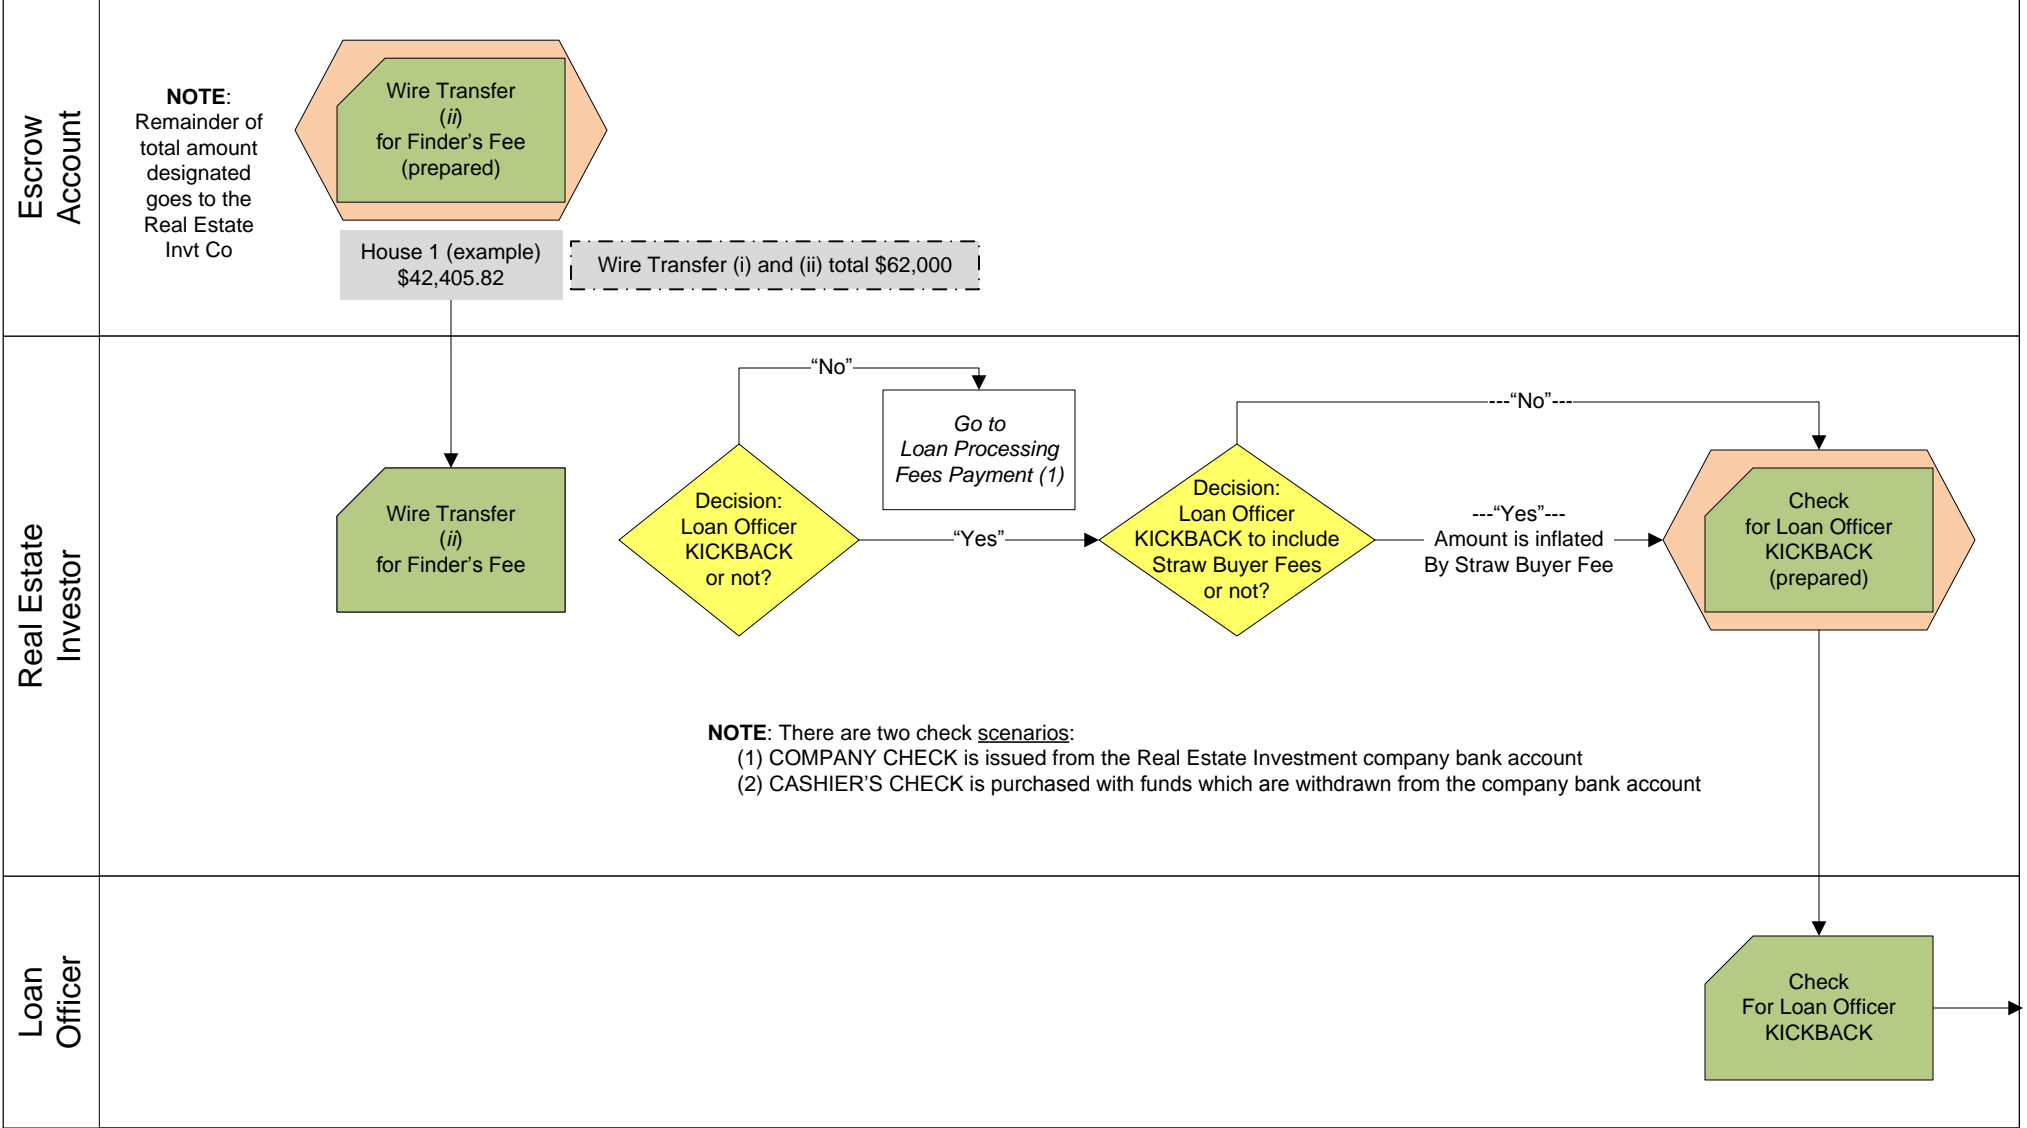 Escrow
Account
NOTE:
Remainder of
total amount
designated
goes to the
Real Estate
Invt Co
Wire Transfer
(ii)
for Finder’s Fee
(prepared)
House 1 (example)
$42,405.82
Wire Transfer (i) and (ii) total $62,000
Real Estate
Investor
Wire Transfer
(ii)
for Finder’s Fee
“No”
Go to
Loan Processing
Fees Payment (1)
Decision:
Loan Officer
KICKBACK
or not?
“Yes”
Decision:
Loan Officer
KICKBACK to include
Straw Buyer Fees
or not?
---“No”---
---“Yes”---
Amount is inflated
By Straw Buyer Fee
Check
for Loan Officer
KICKBACK
(prepared)
NOTE: There are two check scenarios:
(1) COMPANY CHECK is issued from the Real Estate Investment company bank account
(2) CASHIER’S CHECK is purchased with funds which are withdrawn from the company bank account
Loan
Officer
Check
For Loan Officer
KICKBACK